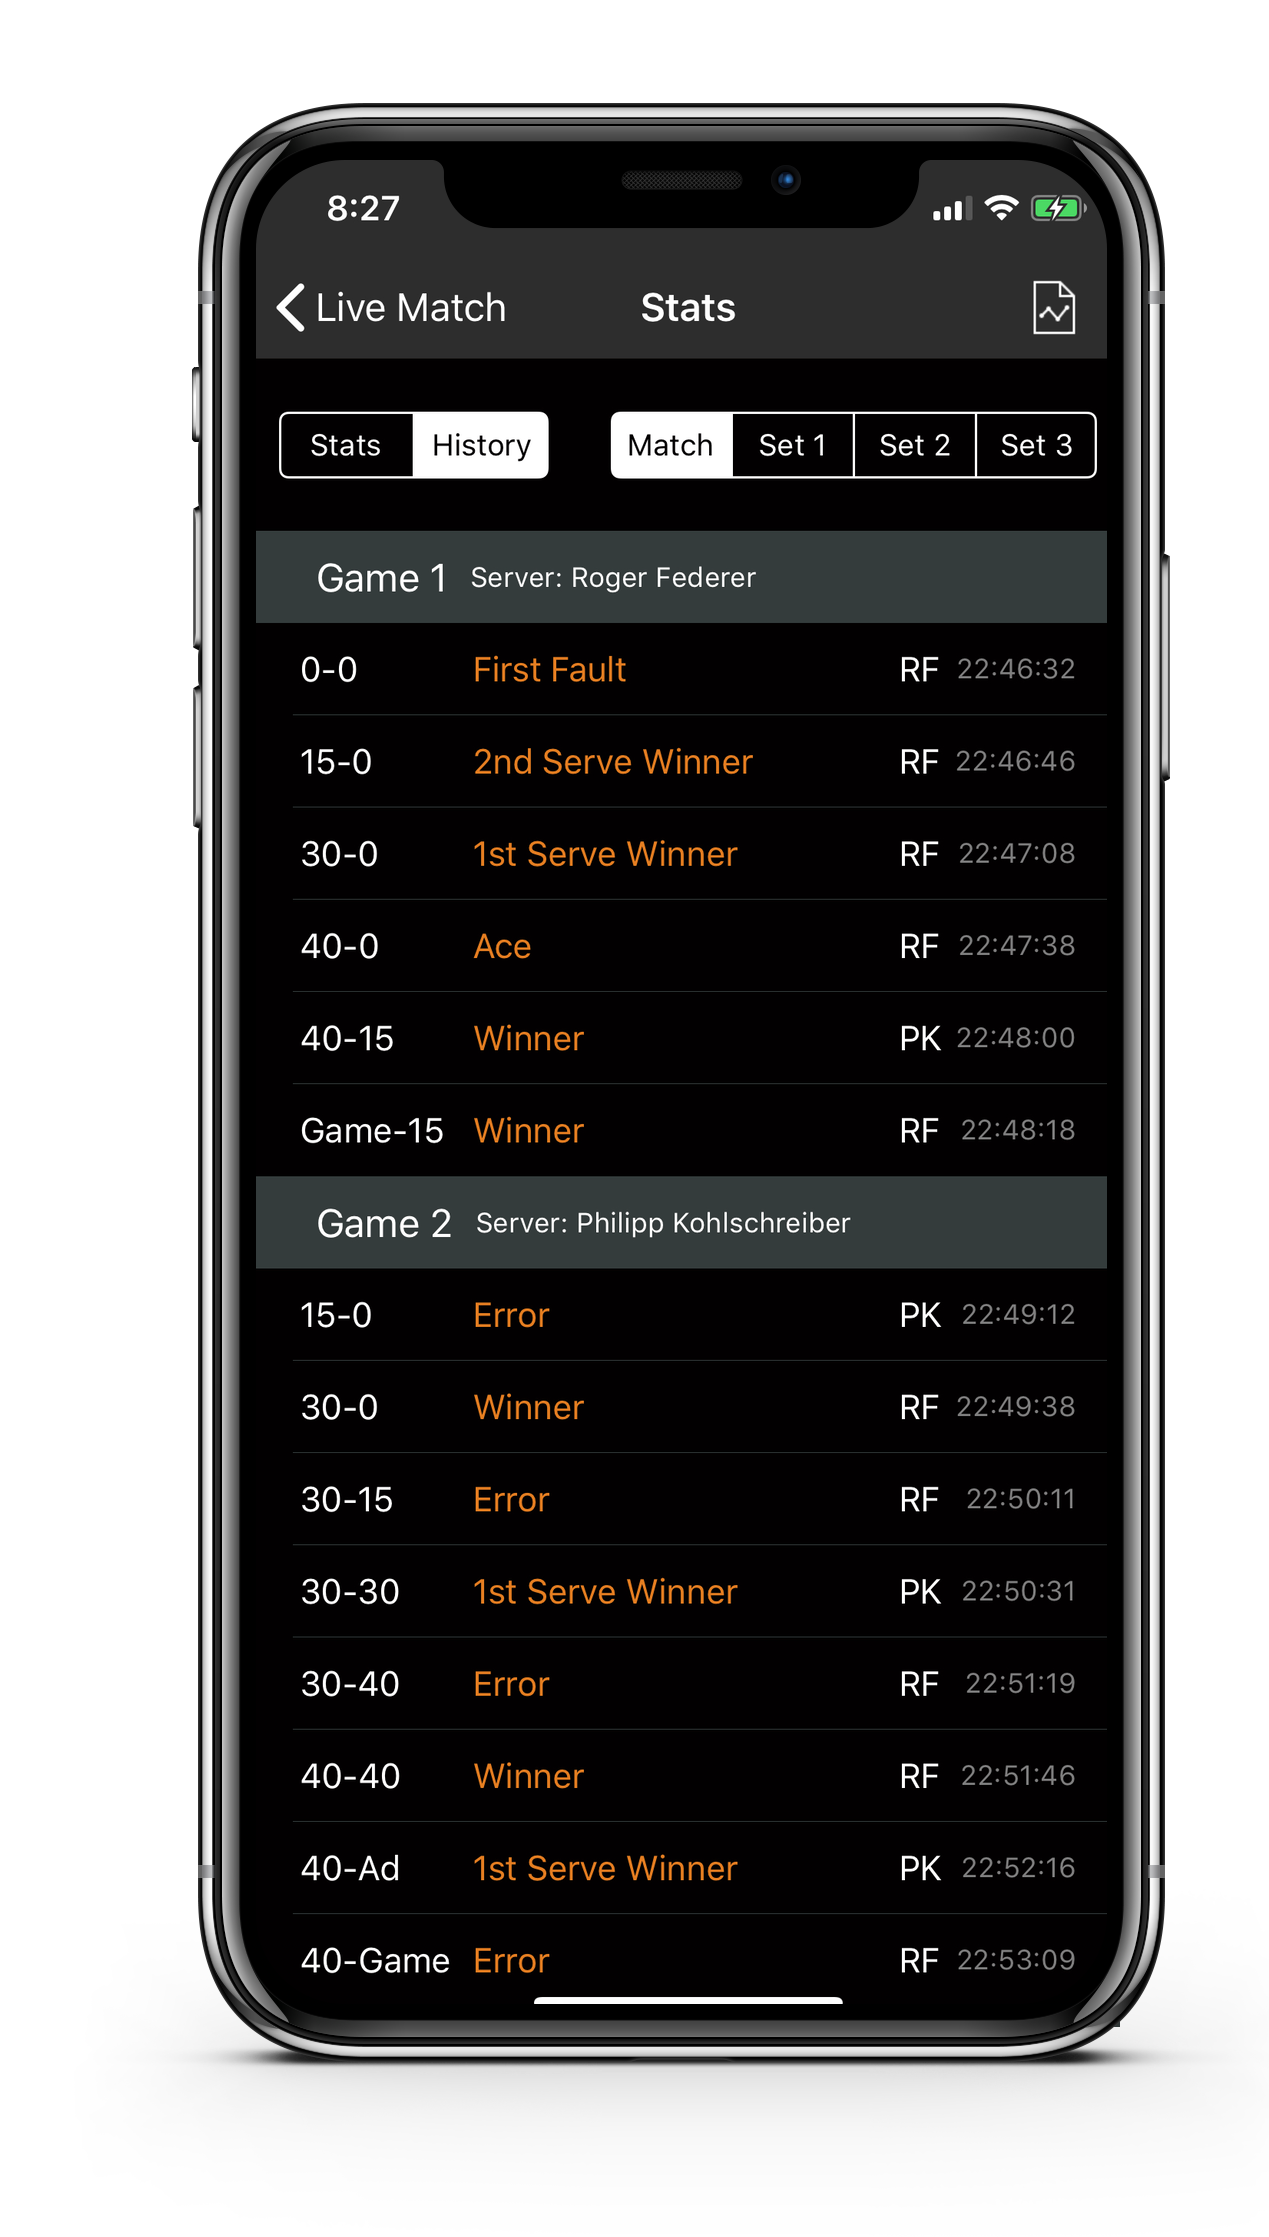 8:27
Live Match Stats
Stats History Match Set 1 Set 2 Set 3
Game 1 Server: Roger Federer
0-0 First Fault RF 22:46:32
15-0 2nd Serve Winner RF 22:46:46
30-0 1st Serve Winner RF 22:47:08
40-0 Ace RF 22:47:38
40-15 Winner PK 22:48:00
Game-15 Winner RF 22:48:18
Game 2 Server: Philipp Kohlschreiber
15-0 Error PK 22:49:12
30-0 Winner RF 22:49:38
30-15 Error RF 22:50:11
30-30 1st Serve Winner PK 22:50:31
30-40 Error RF 22:51:19
40-40 Winner RF 22:51:46
40-Ad 1st Serve Winner PK 22:52:16
40-Game Error RF 22:53:09